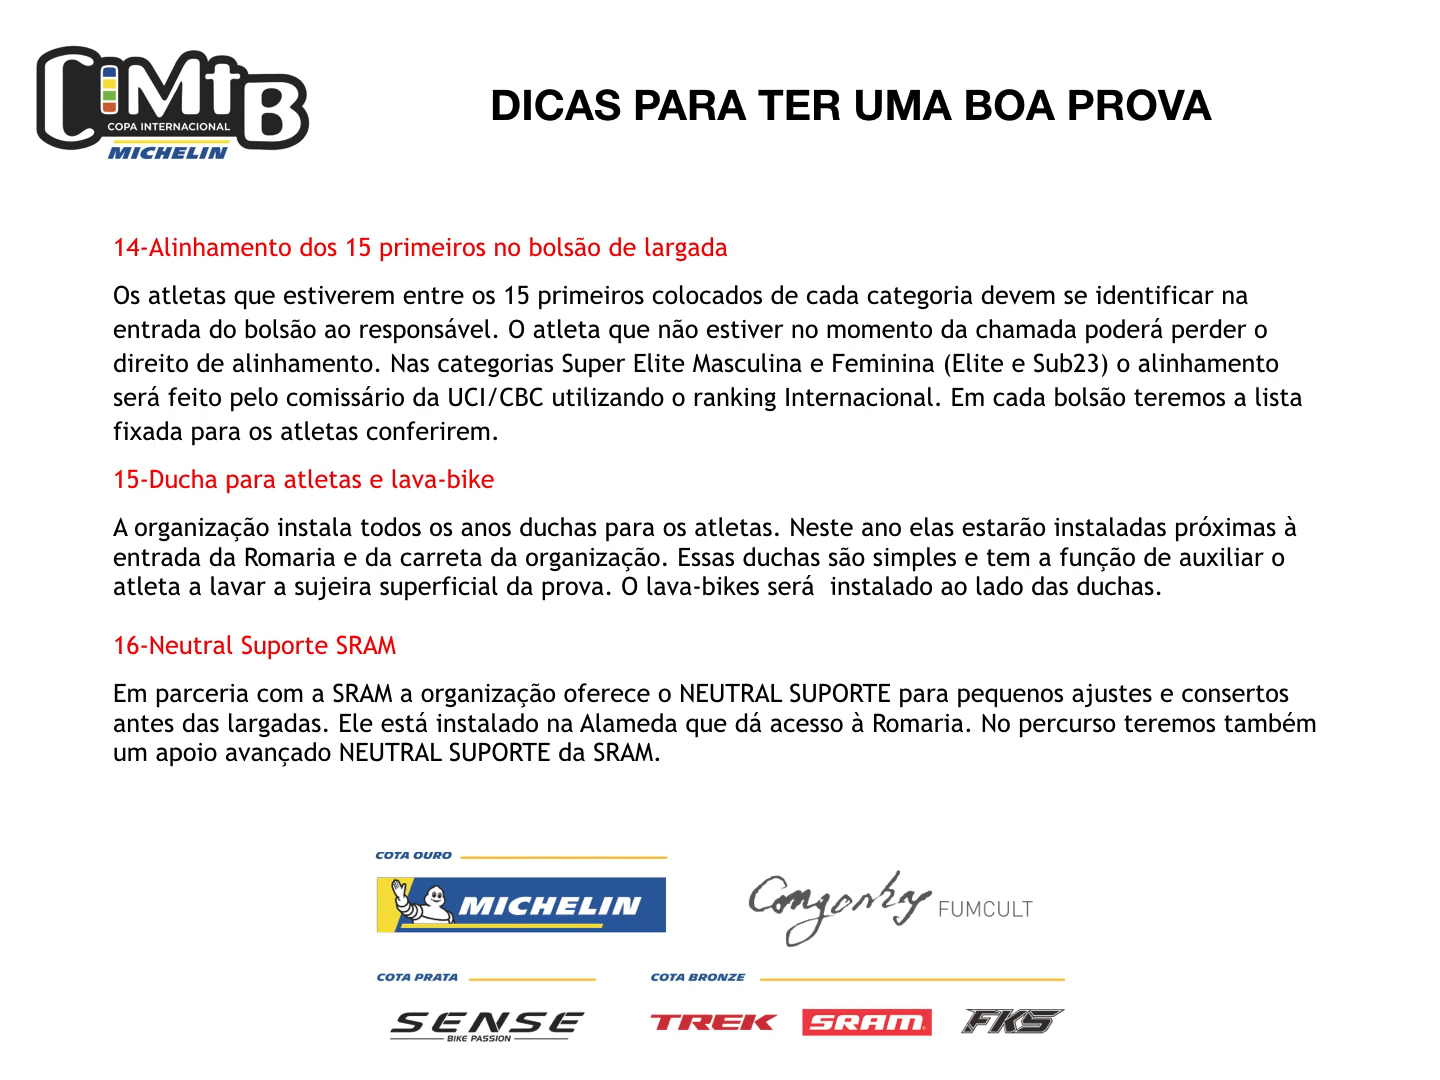 CiMtB
COPA INTERNACIONAL
MICHELIN
DICAS PARA TER UMA BOA PROVA
14-Alinhamento dos 15 primeiros no bolsão de largada
Os atletas que estiverem entre os 15 primeiros colocados de cada categoria devem se identificar na
entrada do bolsão ao responsável. O atleta que não estiver no momento da chamada poderá perder o
direito de alinhamento. Nas categorias Super Elite Masculina e Feminina (Elite e Sub23) o alinhamento
será feito pelo comissário da UCI/CBC utilizando o ranking Internacional. Em cada bolsão teremos a lista
fixada para os atletas conferirem.
15-Ducha para atletas e lava-bike
A organização instala todos os anos duchas para os atletas. Neste ano elas estarão instaladas próximas à
entrada da Romaria e da carreta da organização. Essas duchas são simples e tem a função de auxiliar o
atleta a lavar a sujeira superficial da prova. O lava-bikes será  instalado ao lado das duchas.
16-Neutral Suporte SRAM
Em parceria com a SRAM a organização oferece o NEUTRAL SUPORTE para pequenos ajustes e consertos
antes das largadas. Ele está instalado na Alameda que dá acesso à Romaria. No percurso teremos também
um apoio avançado NEUTRAL SUPORTE da SRAM.
COTA OURO
MICHELIN
Congonhas FUMCULT
COTA PRATA
COTA BRONZE
SENSE
BIKE PASSION
TREK
SRAM
FKS